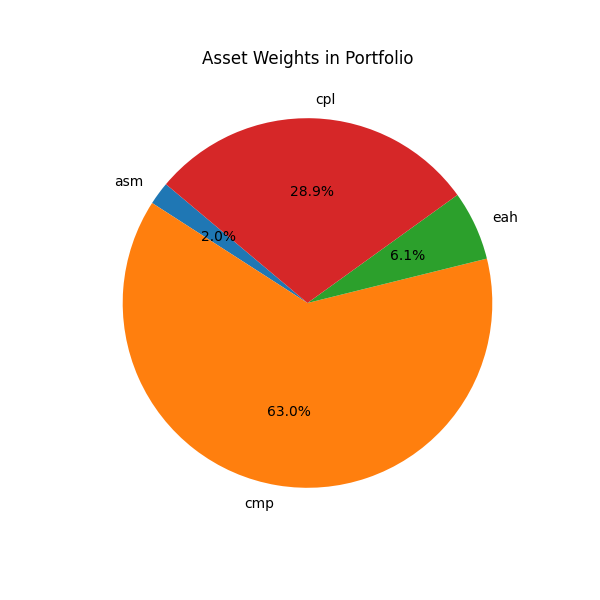 Asset Weights in Portfolio
cpl
asm
28.9%
eah
2.0%
6.1%
63.0%
cmp